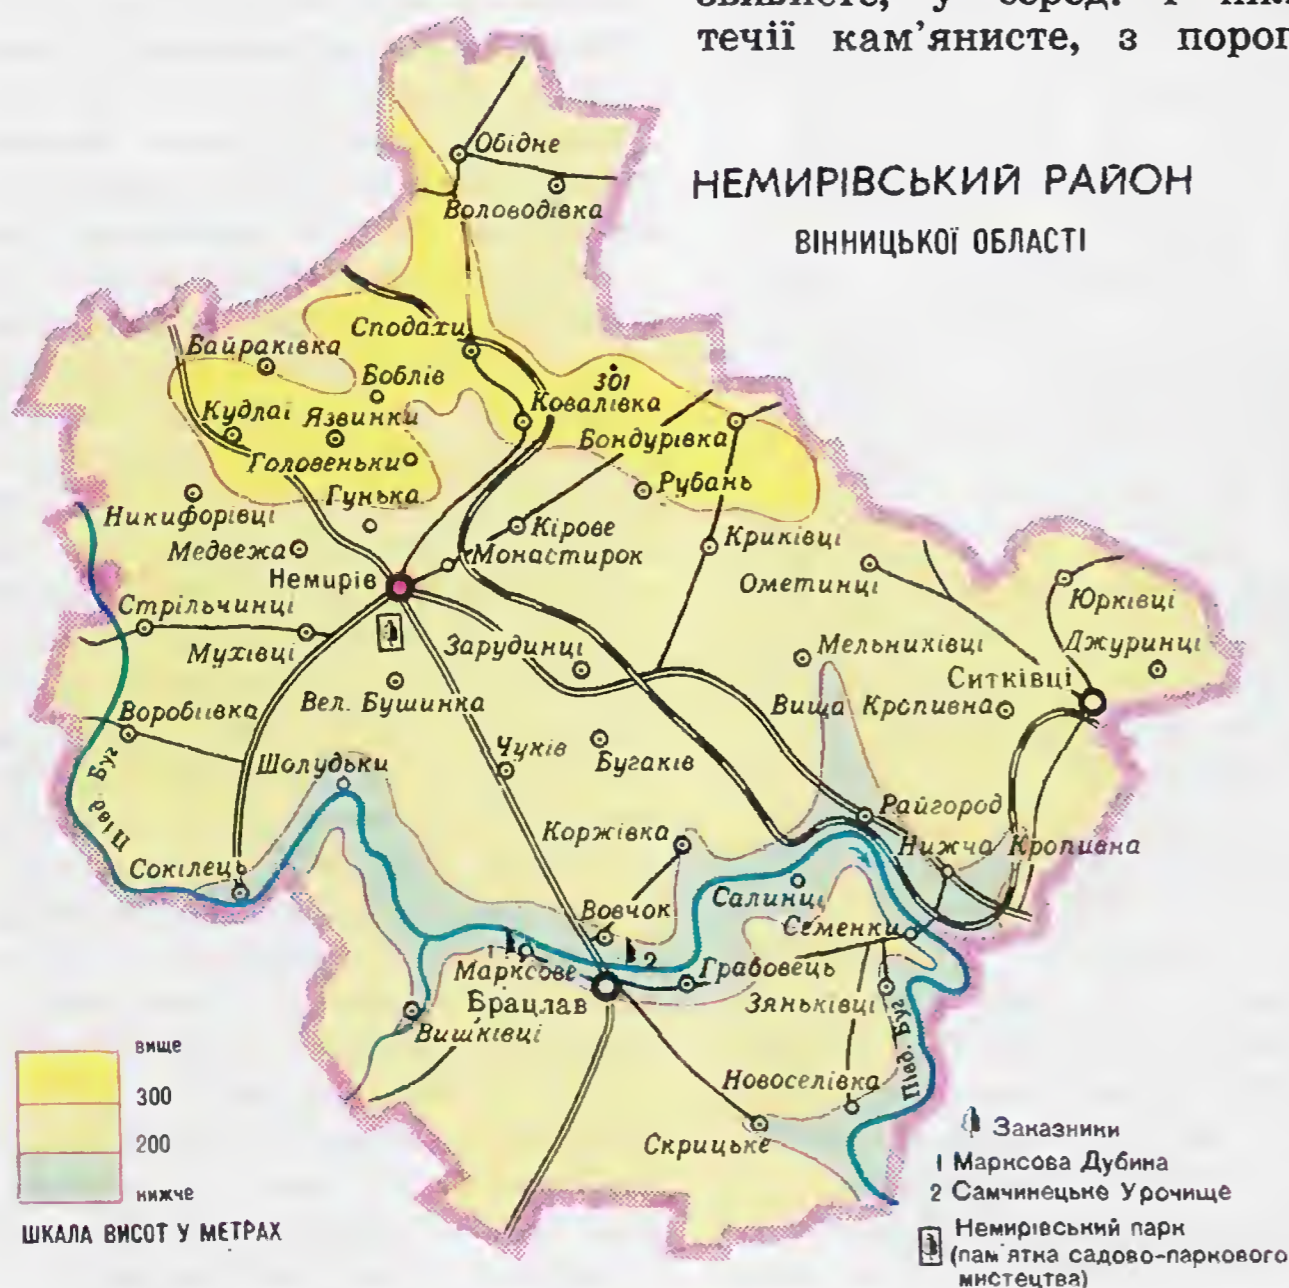 течії кам'янисте, з порог
НЕМИРІВСЬКИЙ РАЙОН
ВІННИЦЬКОЇ ОБЛАСТІ
Обідне
Воловодівка
Сподахи
Байраківка
Боблів
301
Ковалівка
Кудлаї
Язвинки
Бондурівка
Головеньки
Рубань
Гунька
Никифорівці
Кірове
Медвежа
Монастирок
Криківці
Немирів
Ометинці
Юрківці
Стрільчинці
Мухівці
Зарудинці
Мельниківці
Джуринці
Ситківці
Вел. Бушинка
Вища Кропивна
Воробіївка
Чуків
Бугаків
Шолудьки
Півд. Буг
Райгород
Коржівка
Нижча Кропивна
Сокілець
Салинці
Вовчок
Семенки
2
Марксове
Грабовець
Брацлав
Зяньківці
Вишківці
Півд. Буг
Новоселівка
Скрицьке
вище
300
200
нижче
ШКАЛА ВИСОТ У МЕТРАХ
Заказники
1 Марксова Дубина
2 Самчинецьке Урочище
Немирівський парк
(пам'ятка садово-паркового
мистецтва)